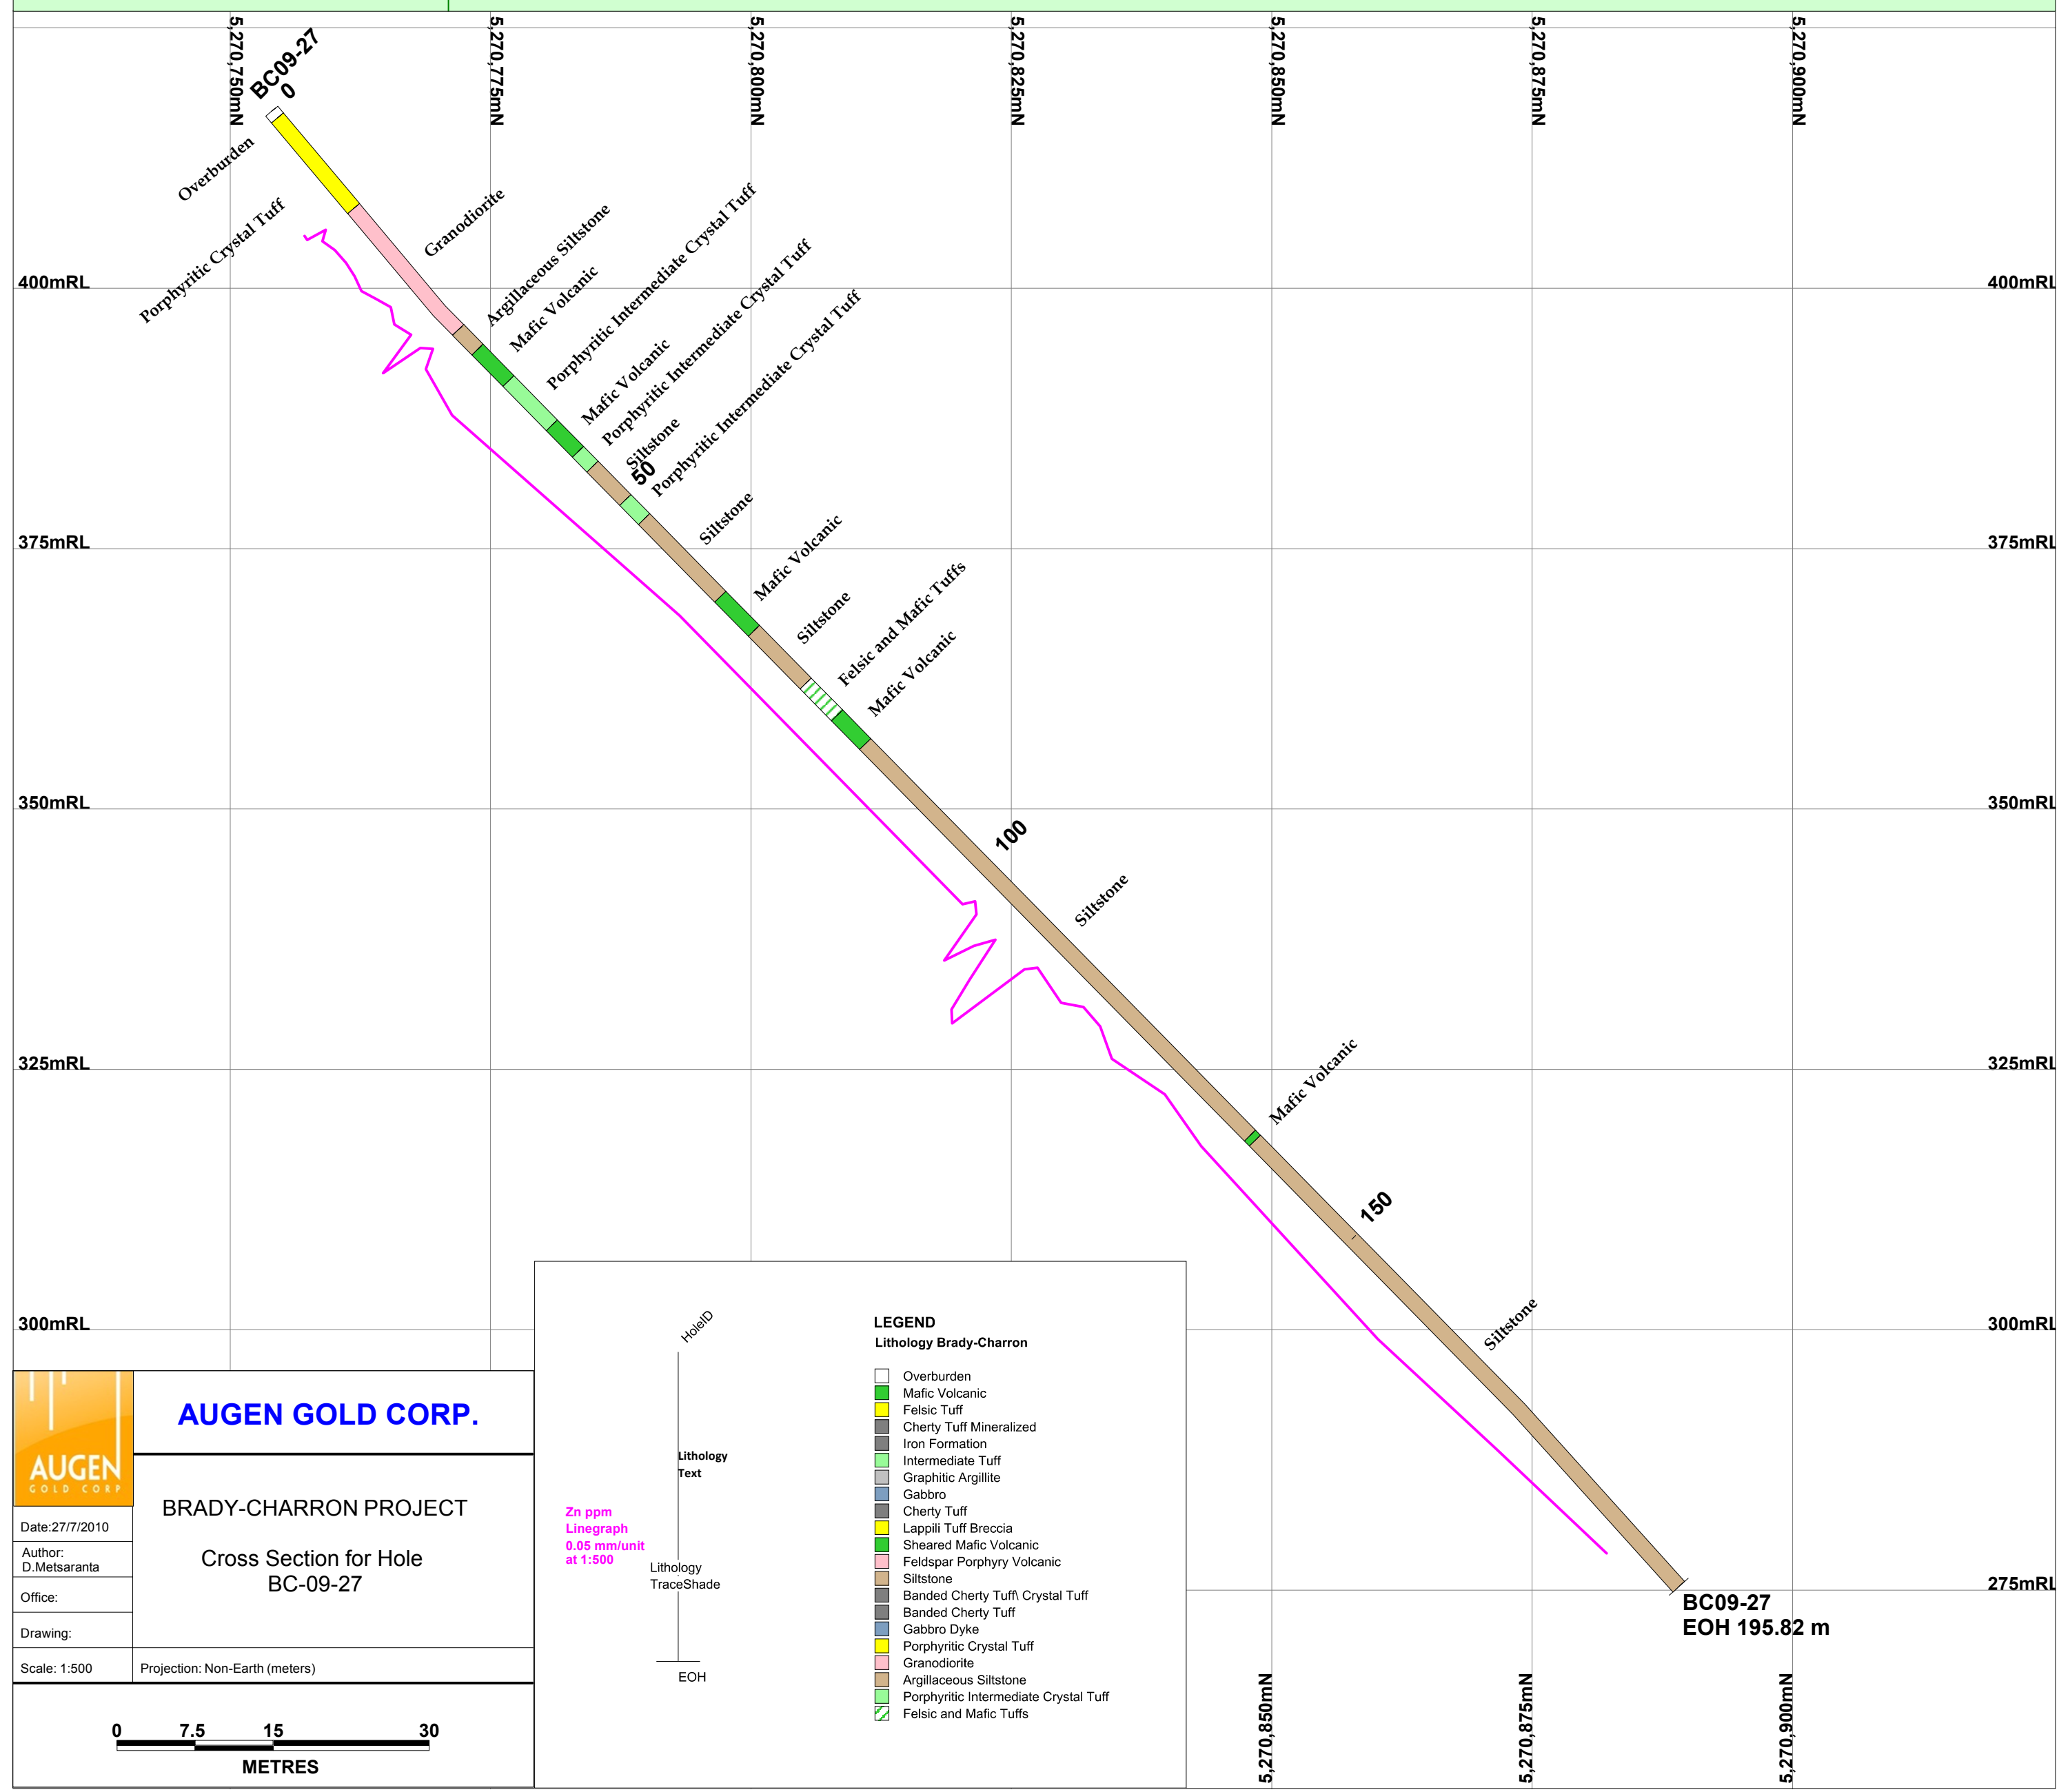 5,270,750mN
5,270,775mN
5,270,800mN
5,270,825mN
5,270,850mN
5,270,875mN
5,270,900mN
BC09-27
0
Overburden
Porphyritic Crystal Tuff
Granodiorite
Argillaceous Siltstone
Mafic Volcanic
Porphyritic Intermediate Crystal Tuff
Mafic Volcanic
Porphyritic Intermediate Crystal Tuff
Siltstone
50
Porphyritic Intermediate Crystal Tuff
Siltstone
Mafic Volcanic
Siltstone
Felsic and Mafic Tuffs
Mafic Volcanic
100
Siltstone
Mafic Volcanic
150
Siltstone
BC09-27
EOH 195.82 m
400mRL
400mRL
375mRL
375mRL
350mRL
350mRL
325mRL
325mRL
300mRL
300mRL
275mRL
5,270,850mN
5,270,875mN
5,270,900mN
AUGEN
GOLD CORP
AUGEN GOLD CORP.
BRADY-CHARRON PROJECT
Cross Section for Hole
BC-09-27
Date:27/7/2010
Author:
D.Metsaranta
Office:
Drawing:
Scale: 1:500
Projection: Non-Earth (meters)
0 7.5 15 30
METRES
HoleID
Lithology
Text
Zn ppm
Linegraph
0.05 mm/unit
at 1:500
Lithology
TraceShade
EOH
LEGEND
Lithology Brady-Charron
Overburden
Mafic Volcanic
Felsic Tuff
Cherty Tuff Mineralized
Iron Formation
Intermediate Tuff
Graphitic Argillite
Gabbro
Cherty Tuff
Lappili Tuff Breccia
Sheared Mafic Volcanic
Feldspar Porphyry Volcanic
Siltstone
Banded Cherty Tuff\ Crystal Tuff
Banded Cherty Tuff
Gabbro Dyke
Porphyritic Crystal Tuff
Granodiorite
Argillaceous Siltstone
Porphyritic Intermediate Crystal Tuff
Felsic and Mafic Tuffs